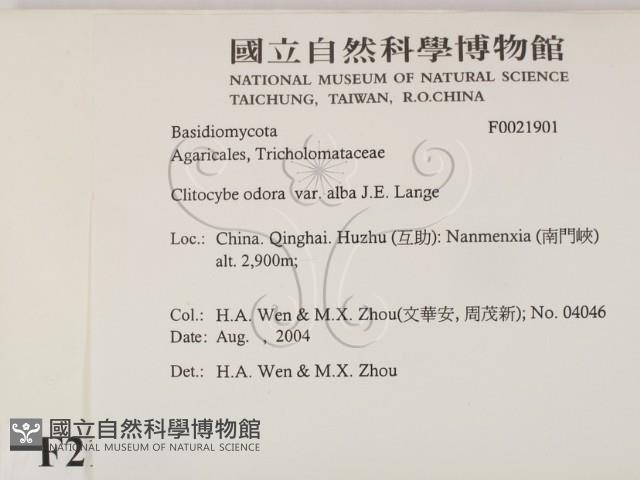 國立自然科學博物館
NATIONAL MUSEUM OF NATURAL SCIENCE
TAICHUNG, TAIWAN, R.O.CHINA
Basidiomycota F0021901
Agaricales, Tricholomataceae
Clitocybe odora var. alba J.E. Lange
Loc.: China. Qinghai. Huzhu (互助): Nanmenxia (南門峽)
alt. 2,900m;
Col.: H.A. Wen & M.X. Zhou(文華安, 周茂新); No. 04046
Date: Aug. , 2004
Det.: H.A. Wen & M.X. Zhou
國立自然科學博物館
NATIONAL MUSEUM OF NATURAL SCIENCE
F2